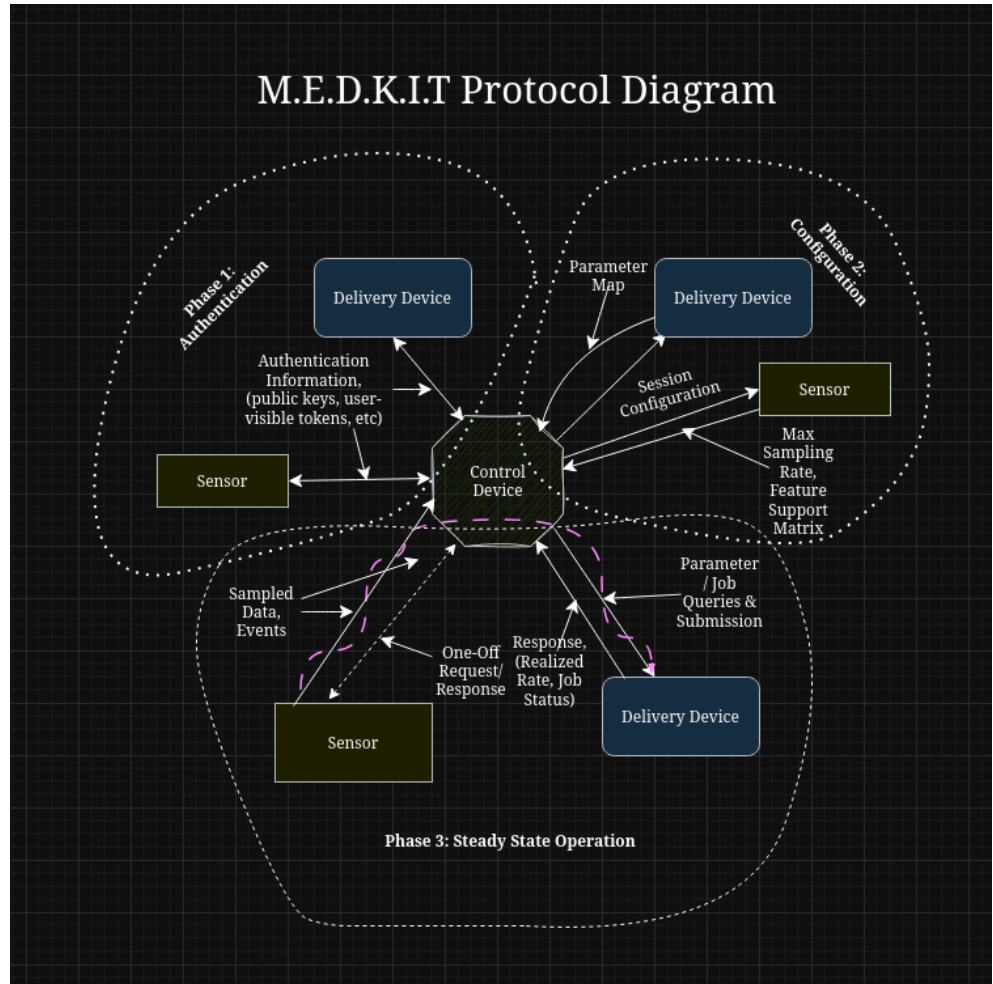 M.E.D.K.I.T Protocol Diagram
Phase 1:
Authentication
Delivery Device
Authentication
Information,
(public keys, user-
visible tokens, etc)
Sensor
Control
Device
Phase 2:
Configuration
Parameter
Map
Delivery Device
Session
Configuration
Sensor
Max
Sampling
Rate,
Feature
Support
Matrix
Sampled
Data,
Events
One-Off
Request/
Response
Response,
(Realized
Rate, Job
Status)
Parameter
/ Job
Queries &
Submission
Sensor
Delivery Device
Phase 3: Steady State Operation